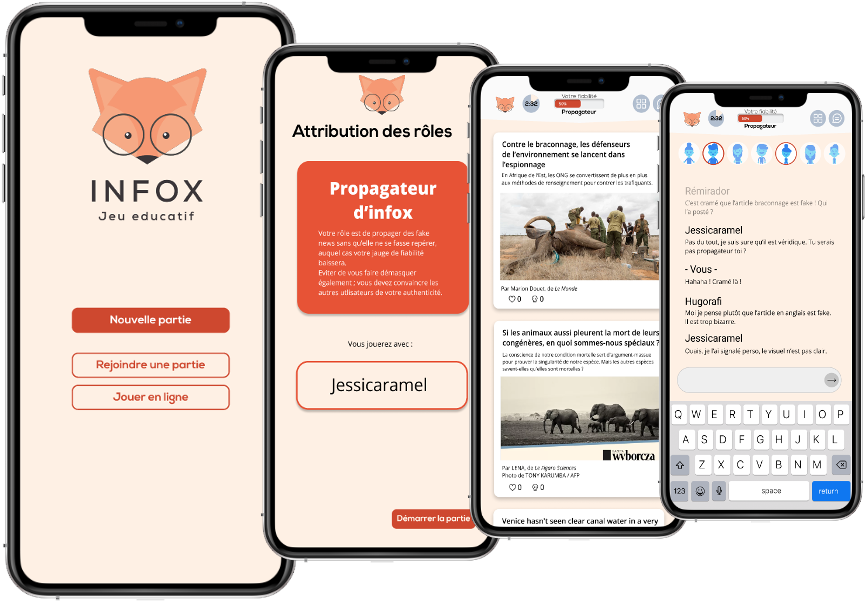 INFOX
Jeu educatif
Nouvelle partie
Rejoindre une partie
Jouer en ligne
Attribution des rôles
Propagateur
d'infox
Votre rôle est de propager des fake
news sans qu'elle ne se fasse repérer,
auquel cas votre jauge de fiabilité
baissera.
Eviter de vous faire démasquer
également ; vous devez convaincre les
autres utlisateurs de votre authenticité.
Vous jouerez avec :
Jessicaramel
Démarrer la partie
2:32
Votre fiabilité
50%
Propagateur
Contre le braconnage, les défenseurs
de l'environnement se lancent dans
l'espionnage
En Afrique de l'Est, les ONG se convertissent de plus en plus
aux méthodes de renseignement pour contrer les trafiquants.
Par Marion Douet, de Le Monde
0 0
Si les animaux aussi pleurent la mort de leurs
congénères, en quoi sommes-nous spéciaux ?
La conscience de notre condition mortelle sert d'argument-massue
pour prouver la singularité de notre espèce. Mais les autres espèces
savent-elles qu'elles sont mortelles ?
wyborcza
Par LENA, de Le Figaro Sciences
Photo de TONY KARUMBA / AFP
0 0
Venice hasn't seen clear canal water in a very
2:32
Votre fiabilité
50%
Propagateur
Rémirador
C'est cramé que l'article braconnage est fake ! Qui
l'a posté ?
Jessicaramel
Pas du tout, je suis sure qu'il est véridique. Tu serais
pas propagateur toi ?
- Vous -
Hahaha ! Cramé là !
Hugorafi
Moi je pense plutôt que l'article en anglais est fake.
Il est trop bizarre.
Jessicaramel
Ouais, je l'ai signalé perso, le visuel n'est pas clair.
Q W E R T Y U I O P
A S D F G H J K L
Z X C V B N M
123 space return